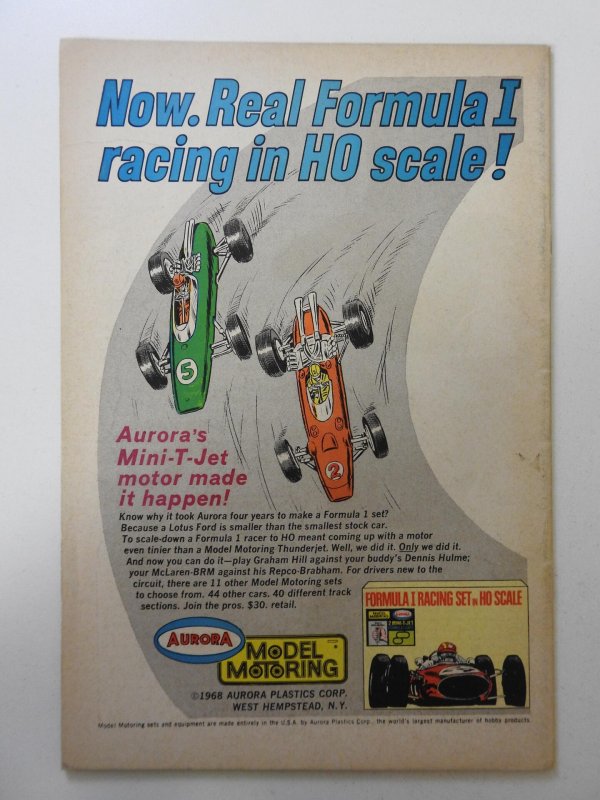 Now. Real Formula I
racing in HO scale!
5
2
Aurora's
Mini-T-Jet
motor made
it happen!
Know why it took Aurora four years to make a Formula 1 set?
Because a Lotus Ford is smaller than the smallest stock car.
To scale-down a Formula 1 racer to HO meant coming up with a motor
even tinier than a Model Motoring Thunderjet. Well, we did it. Only we did it.
And now you can do it—play Graham Hill against your buddy's Dennis Hulme;
your McLaren-BRM against his Repco-Brabham. For drivers new to the
circuit, there are 11 other Model Motoring sets
to choose from. 44 other cars. 40 different track
sections. Join the pros. $30. retail.
FORMULA I RACING SET IN HO SCALE
AURORA
MODEL
MOTORING
©1968 AURORA PLASTICS CORP.
WEST HEMPSTEAD, N.Y.
Model Motoring sets and equipment are made entirely in the U.S.A. by Aurora Plastics Corp., the world's largest manufacturer of hobby products.